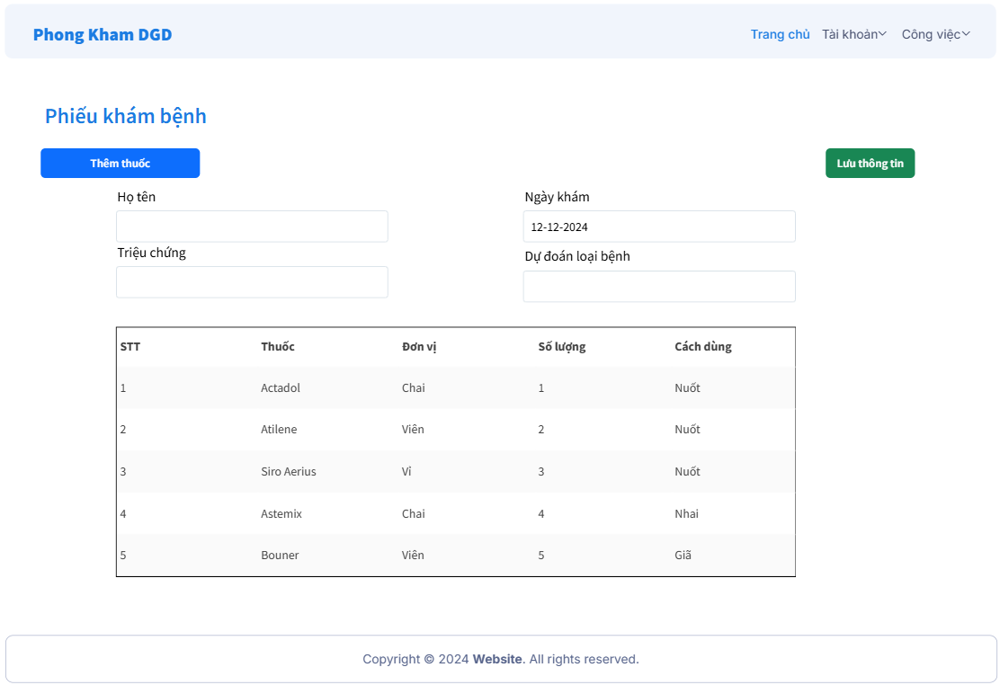 Phong Kham DGD Trang chủ Tài khoản Công việc
Phiếu khám bệnh
Thêm thuốc Lưu thông tin
Họ tên Ngày khám
12-12-2024
Triệu chứng Dự đoán loại bệnh
STT Thuốc Đơn vị Số lượng Cách dùng
1 Actadol Chai 1 Nuốt
2 Atilene Viên 2 Nuốt
3 Siro Aerius Vỉ 3 Nuốt
4 Astemix Chai 4 Nhai
5 Bouner Viên 5 Giã
Copyright © 2024 Website. All rights reserved.